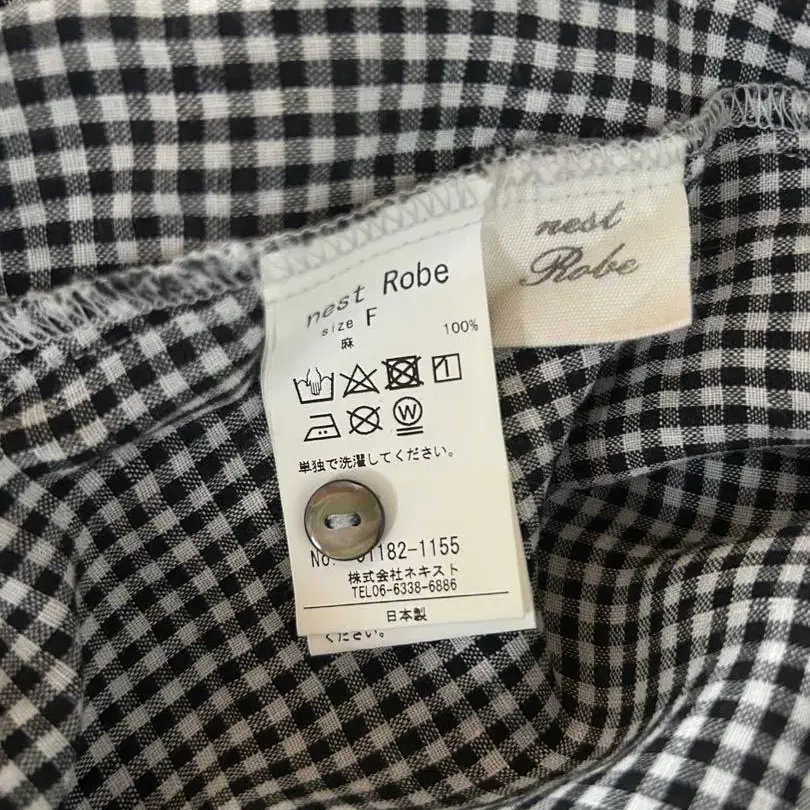 nest Robe
size F
麻 100%
1
W
単独で洗濯してください。
No. 1182-1155
株式会社ネキスト
TEL06-6338-6886
日本製
ください。
nest
Robe